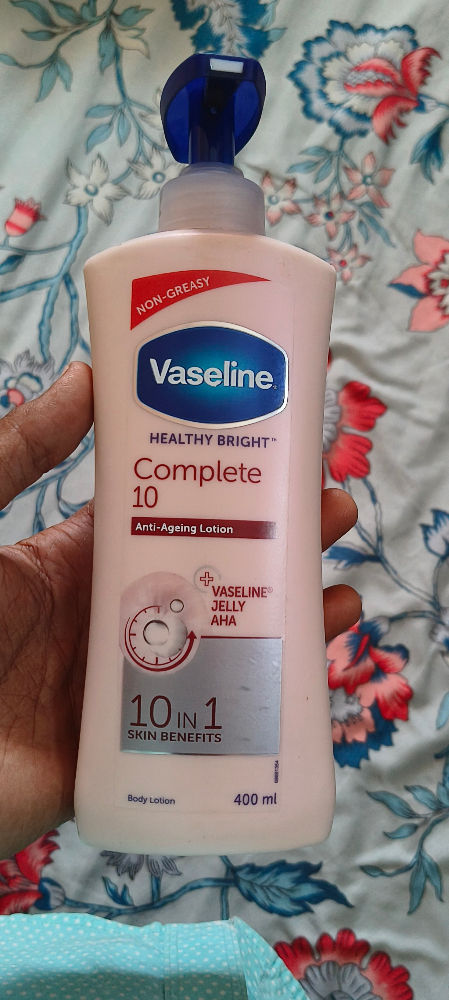 NON-GREASY
Vaseline
HEALTHY BRIGHT™
Complete
10
Anti-Ageing Lotion
VASELINE®
JELLY
AHA
10 IN 1
SKIN BENEFITS
Body Lotion
400 ml